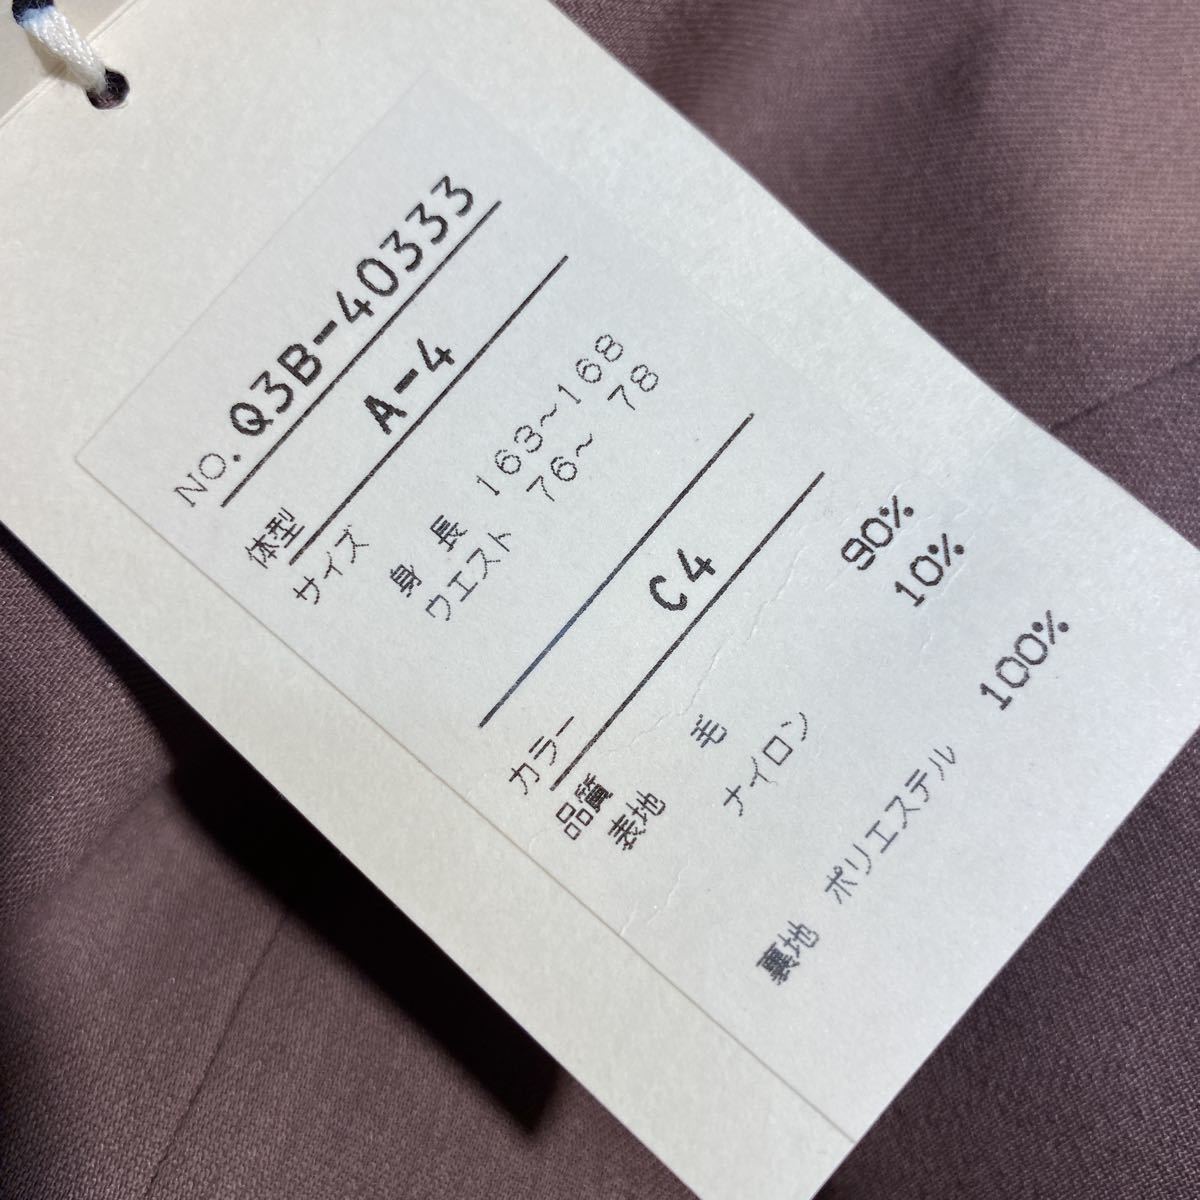 NO. Q3B-40333
体型 A-4
サイズ
身 長 163~168
ウエスト 76~ 78
カラー C4
品質
表地 毛 90%
ナイロン 10%
裏地 ポリエステル 100%